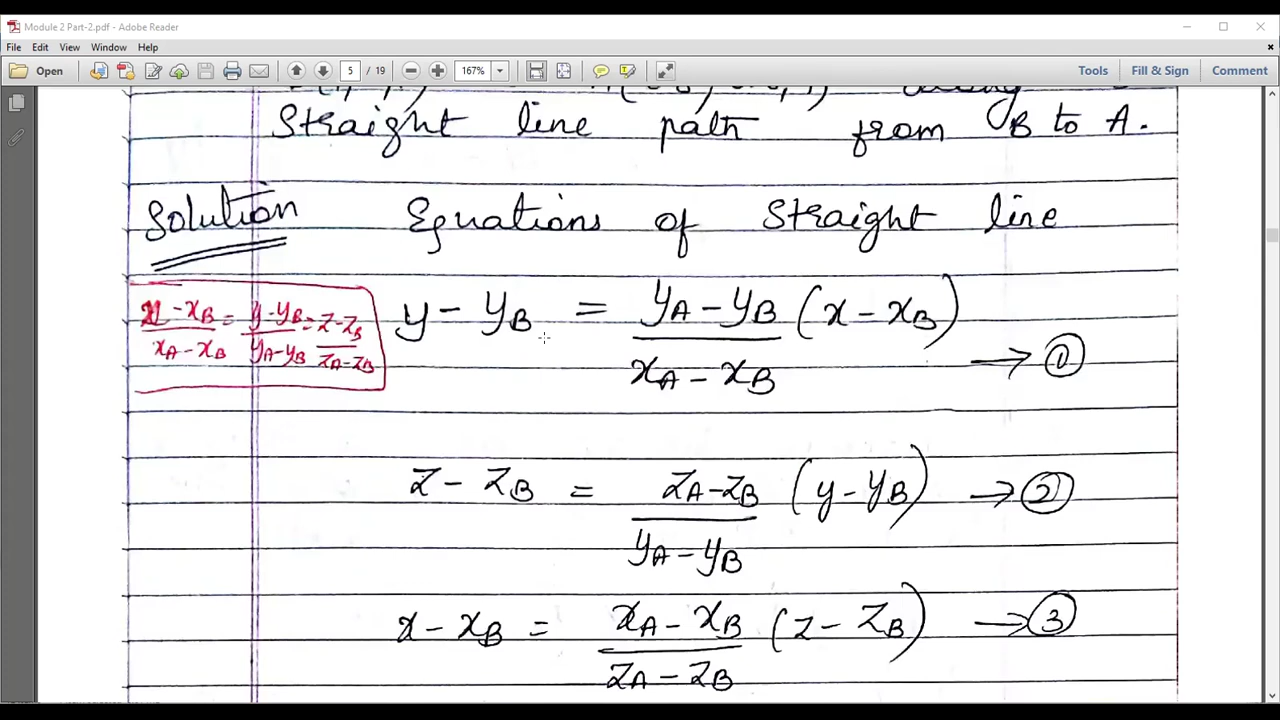 Module 2 Part-2.pdf - Adobe Reader
File Edit View Window Help
Open 5 / 19 167% Tools Fill & Sign Comment
Straight line path from B to A.
Solution Equations of Straight line
x - xB / xA - xB = y - yB / yA - yB = z - zB / zA - zB
y - yB = yA - yB / xA - xB (x - xB) → ①
z - zB = zA - zB / yA - yB (y - yB) → ②
x - xB = xA - xB / zA - zB (z - zB) → ③